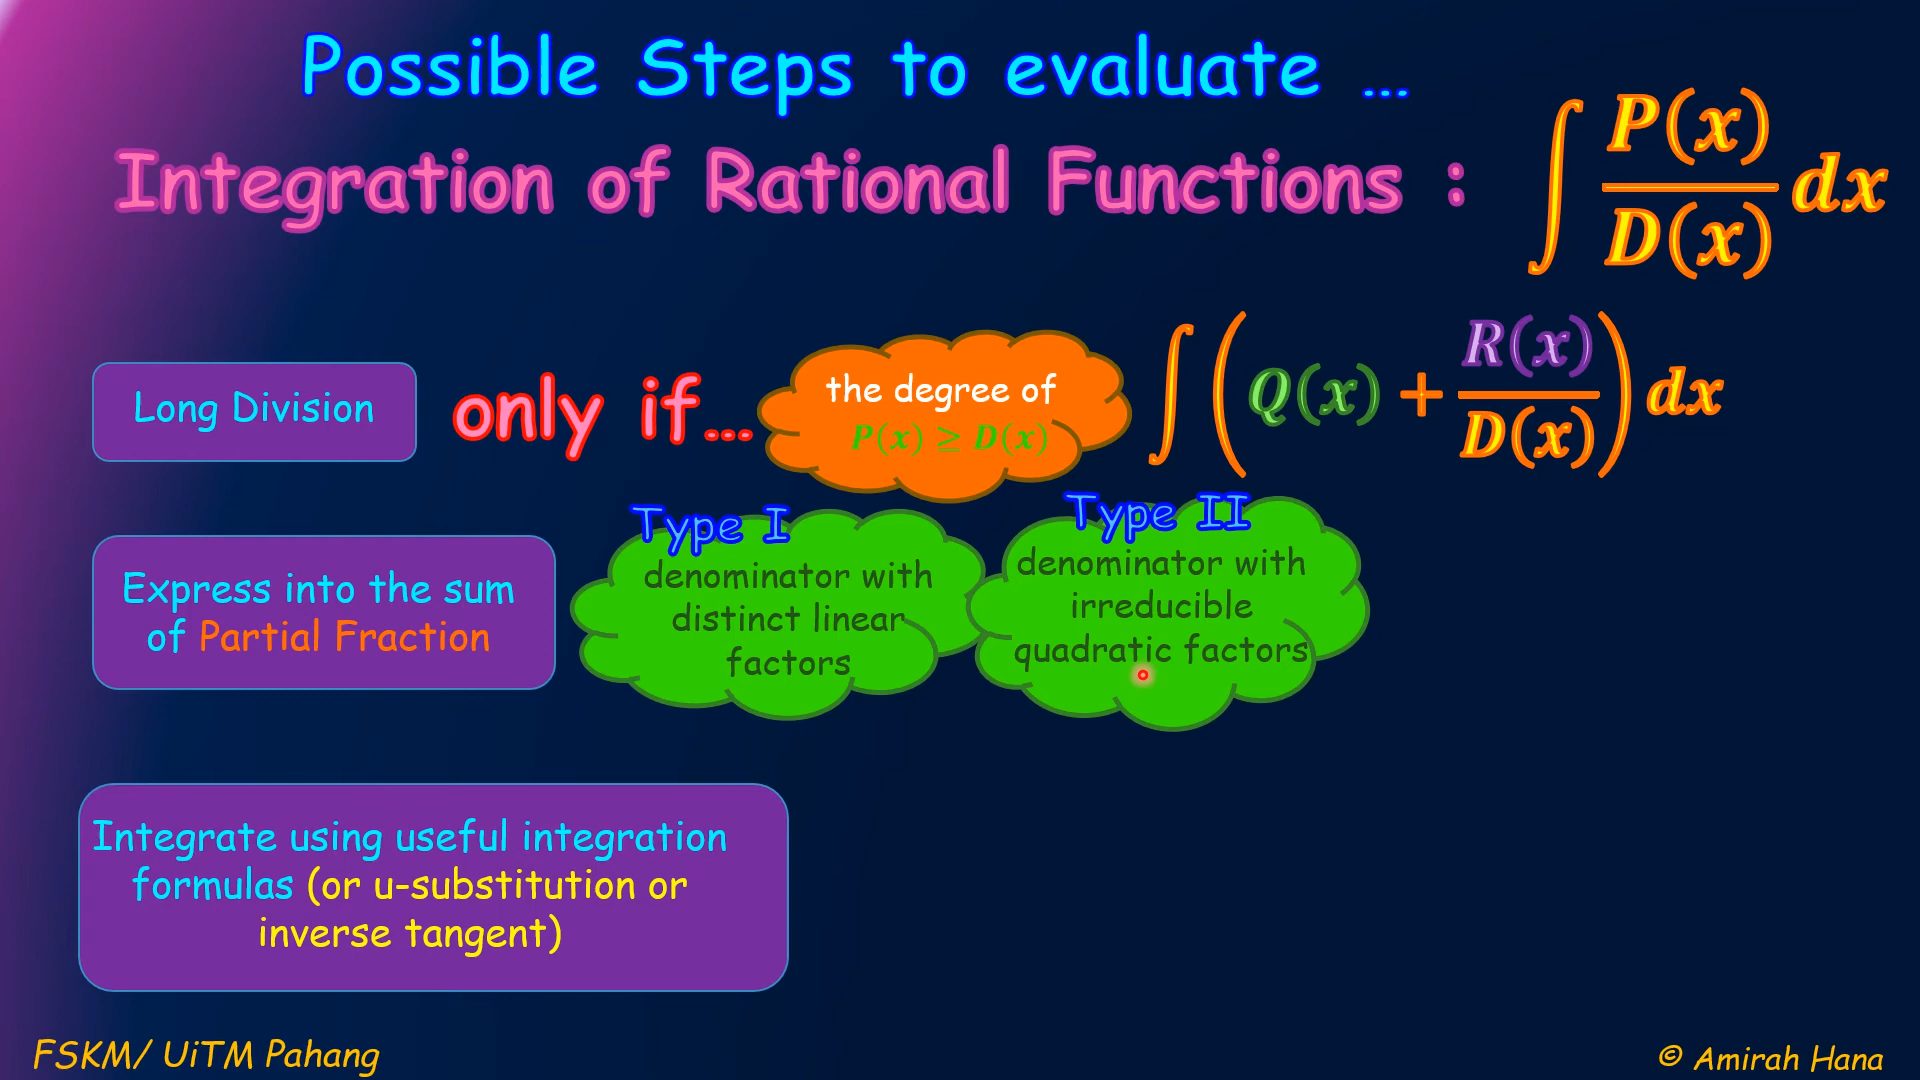 Possible Steps to evaluate ...
Integration of Rational Functions : ∫ P(x)/D(x) dx
Long Division
only if...
the degree of
P(x) ≥ D(x)
∫ ( Q(x) + R(x)/D(x) ) dx
Express into the sum
of Partial Fraction
Type I
denominator with
distinct linear
factors
Type II
denominator with
irreducible
quadratic factors
Integrate using useful integration
formulas (or u-substitution or
inverse tangent)
FSKM/ UiTM Pahang
© Amirah Hana